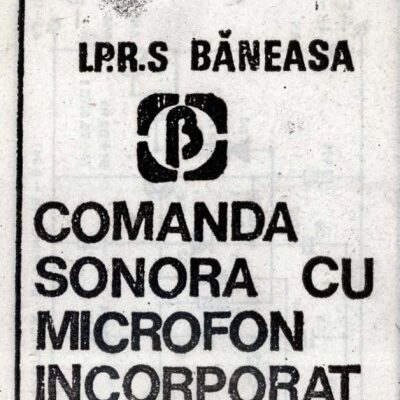 I.P.R.S BĂNEASA
β
COMANDA
SONORA CU
MICROFON
INCORPORAT